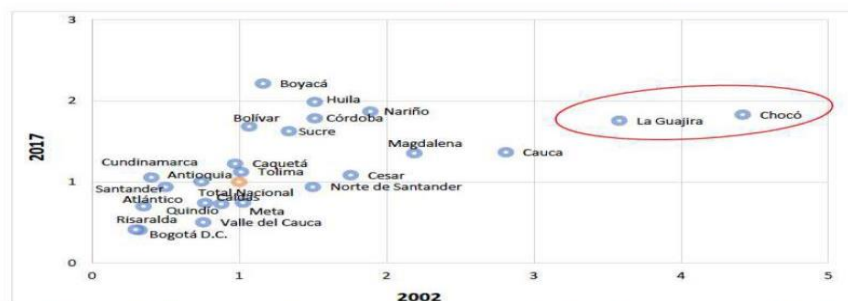 3
Boyacá
2
Huila
Nariño
Bolívar
Córdoba
La Guajira
Chocó
Sucre
2017
Magdalena
Cauca
Cundinamarca
Caquetá
Antioquia
Tolima
Cesar
1
Santander
Total Nacional
Norte de Santander
Atlántico
Caldas
Quindío
Meta
Risaralda
Valle del Cauca
Bogotá D.C.
0
0 1 2 3 4 5
2002